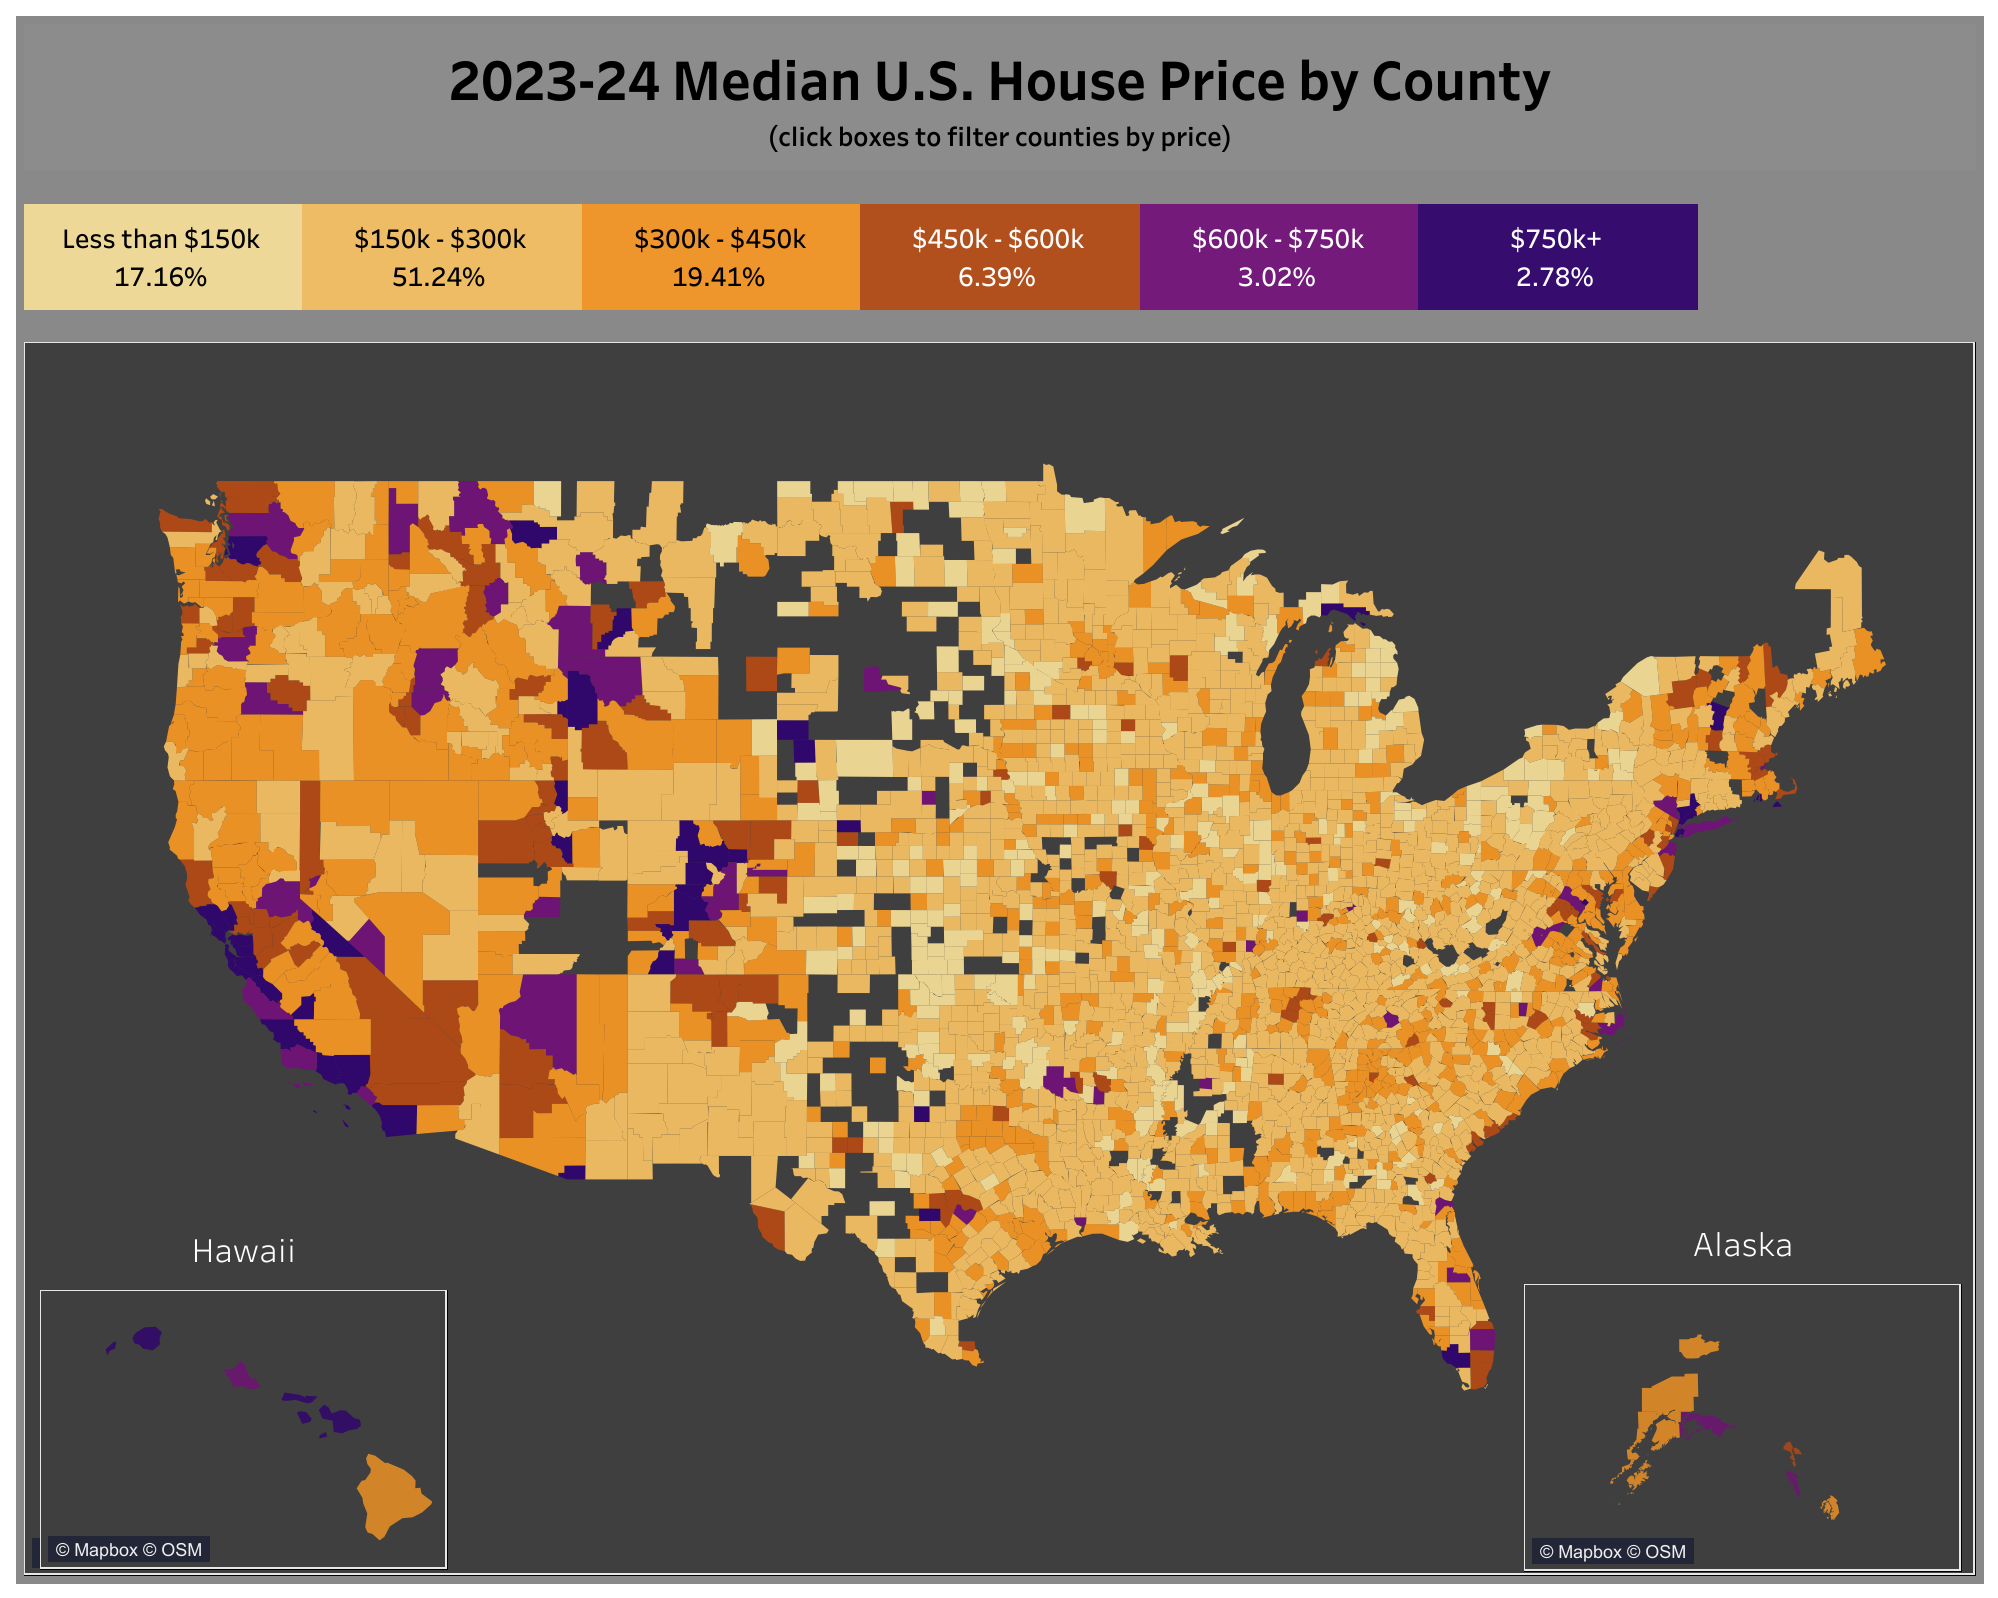 2023-24 Median U.S. House Price by County
(click boxes to filter counties by price)
Less than $150k
17.16%
$150k - $300k
51.24%
$300k - $450k
19.41%
$450k - $600k
6.39%
$600k - $750k
3.02%
$750k+
2.78%
Hawaii
Alaska
© Mapbox © OSM
© Mapbox © OSM